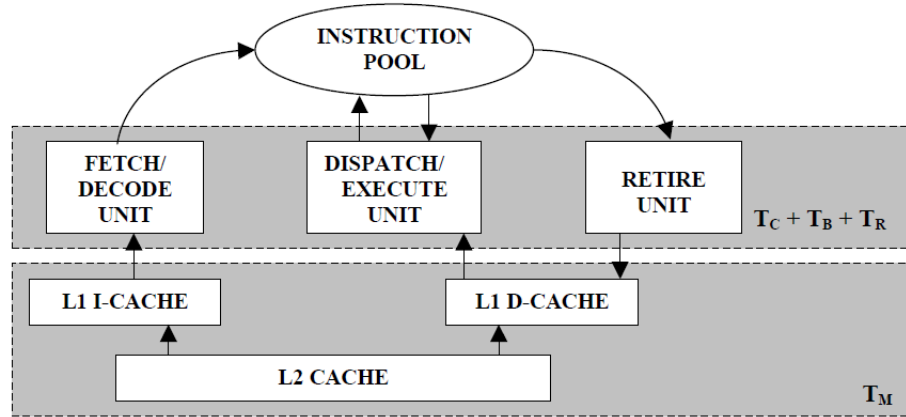 INSTRUCTION
POOL
FETCH/
DECODE
UNIT
DISPATCH/
EXECUTE
UNIT
RETIRE
UNIT
T_C + T_B + T_R
L1 I-CACHE
L1 D-CACHE
L2 CACHE
T_M